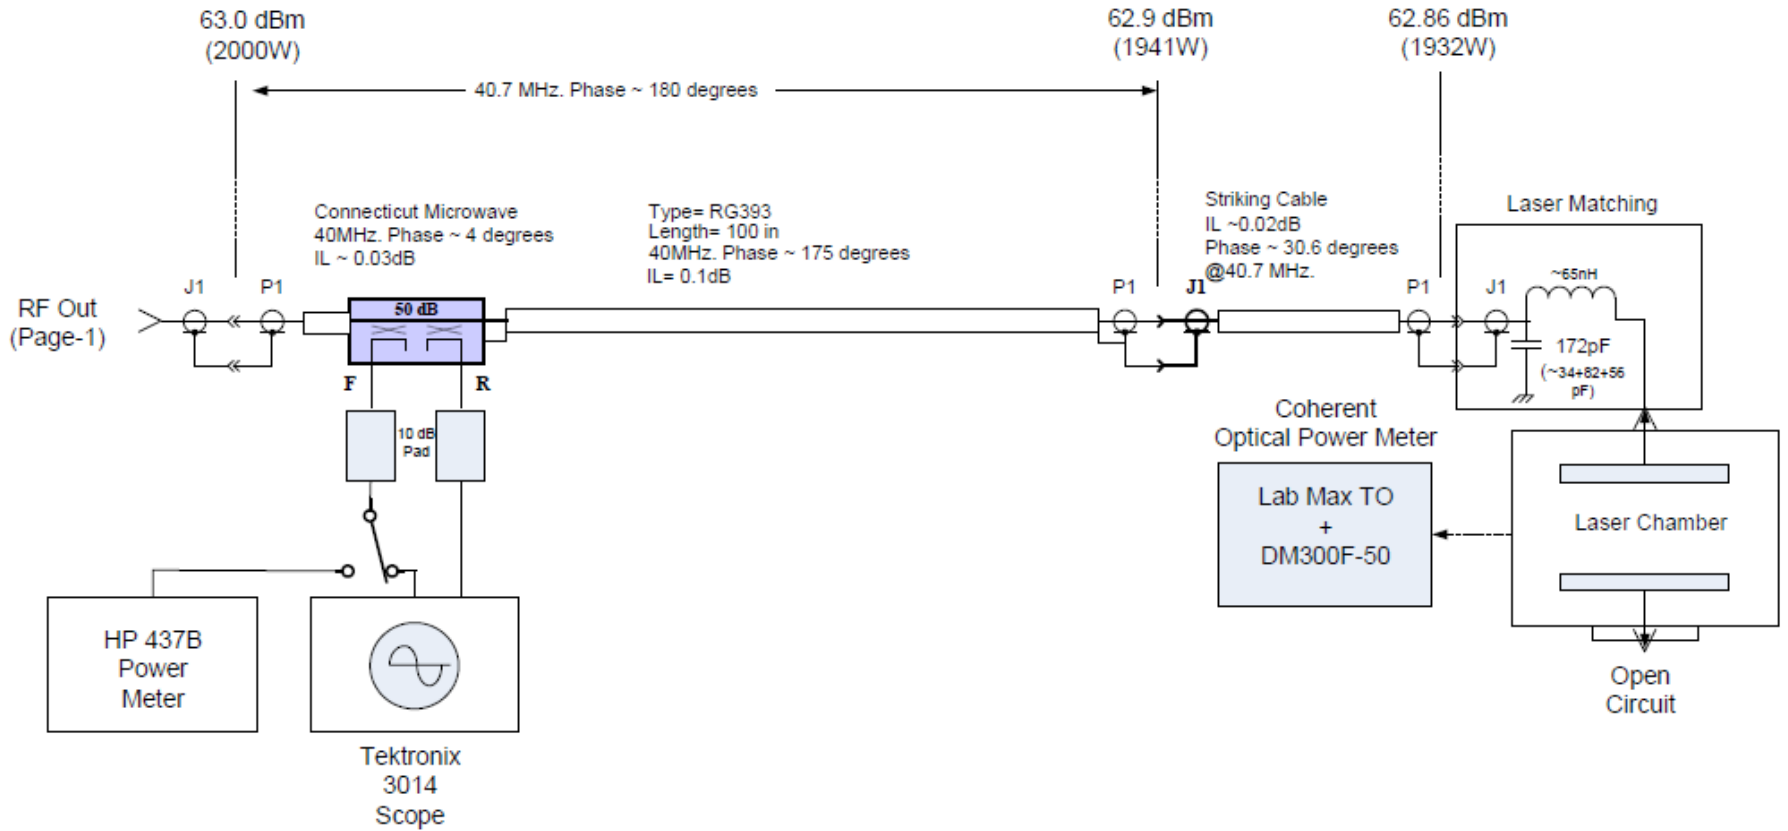 63.0 dBm
(2000W)
62.9 dBm
(1941W)
62.86 dBm
(1932W)
40.7 MHz. Phase ~ 180 degrees
Connecticut Microwave
40MHz. Phase ~ 4 degrees
IL ~ 0.03dB
Type= RG393
Length= 100 in
40MHz. Phase ~ 175 degrees
IL= 0.1dB
Striking Cable
IL ~0.02dB
Phase ~ 30.6 degrees
@40.7 MHz.
Laser Matching
RF Out
(Page-1)
J1
P1
50 dB
P1
J1
P1
J1
~65nH
172pF
(~34+82+56
pF)
F
R
10 dB
Pad
Coherent
Optical Power Meter
Lab Max TO
+
DM300F-50
Laser Chamber
Open
Circuit
HP 437B
Power
Meter
Tektronix
3014
Scope